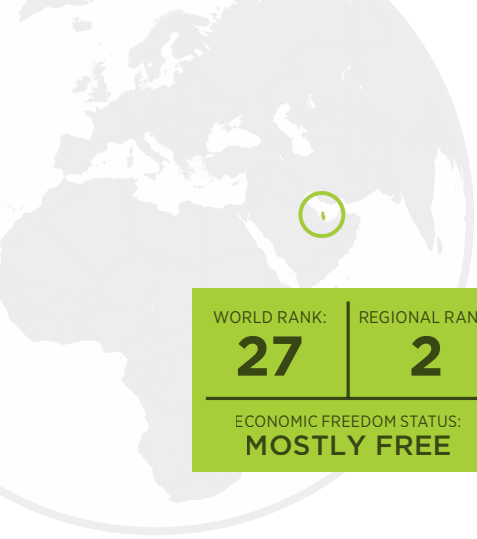 WORLD RANK:
27
REGIONAL RAN
2
ECONOMIC FREEDOM STATUS:
MOSTLY FREE